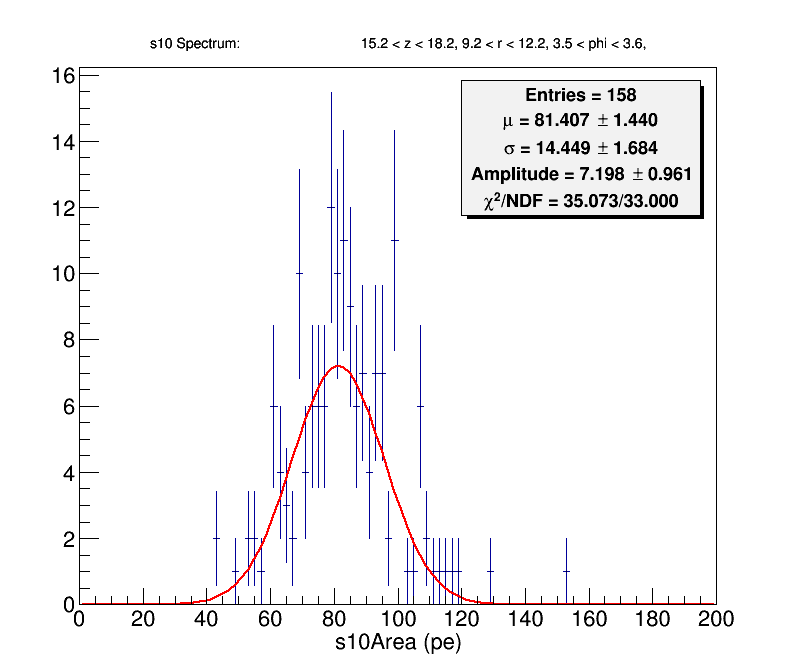 s10 Spectrum: 15.2 < z < 18.2, 9.2 < r < 12.2, 3.5 < phi < 3.6,
Entries = 158
μ = 81.407 ± 1.440
σ = 14.449 ± 1.684
Amplitude = 7.198 ± 0.961
χ²/NDF = 35.073/33.000
16
14
12
10
8
6
4
2
0
0 20 40 60 80 100 120 140 160 180 200
s10Area (pe)